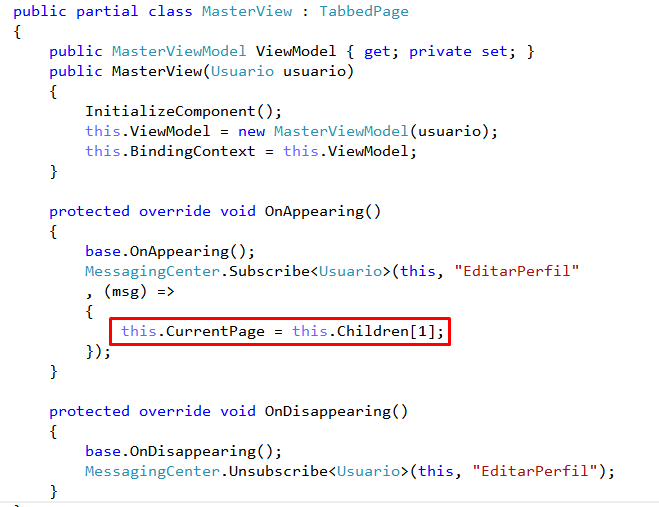 public partial class MasterView : TabbedPage
{
public MasterViewModel ViewModel { get; private set; }
public MasterView(Usuario usuario)
{
InitializeComponent();
this.ViewModel = new MasterViewModel(usuario);
this.BindingContext = this.ViewModel;
}
protected override void OnAppearing()
{
base.OnAppearing();
MessagingCenter.Subscribe<Usuario>(this, "EditarPerfil"
, (msg) =>
{
this.CurrentPage = this.Children[1];
});
}
protected override void OnDisappearing()
{
base.OnDisappearing();
MessagingCenter.Unsubscribe<Usuario>(this, "EditarPerfil");
}